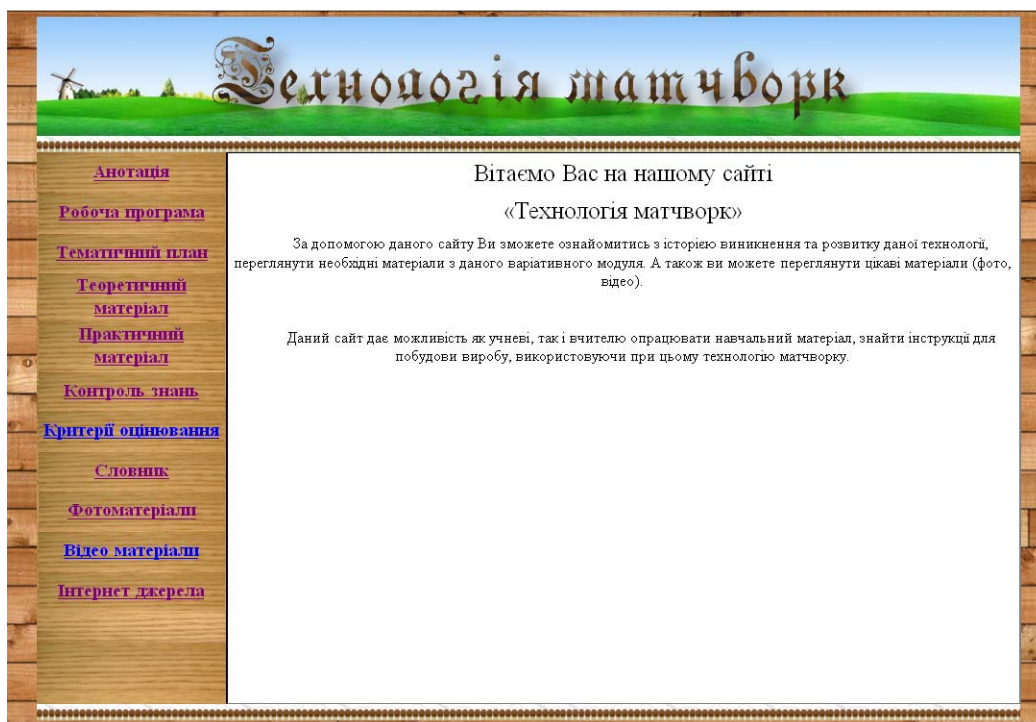 Технологія матчворк
Анотація
Робоча програма
Тематичний план
Теоретичний
матеріал
Практичний
матеріал
Контроль знань
Критерії оцінювання
Словник
Фотоматеріали
Відео матеріали
Інтернет джерела
Вітаємо Вас на нашому сайті
«Технологія матчворк»
За допомогою даного сайту Ви зможете ознайомитись з історією виникнення та розвитку даної технології,
переглянути необхідні матеріали з даного варіативного модуля. А також ви можете переглянути цікаві матеріали (фото,
відео).
Даний сайт дає можливість як учневі, так і вчителю опрацювати навчальний матеріал, знайти інструкції для
побудови виробу, використовуючи при цьому технологію матчворку.